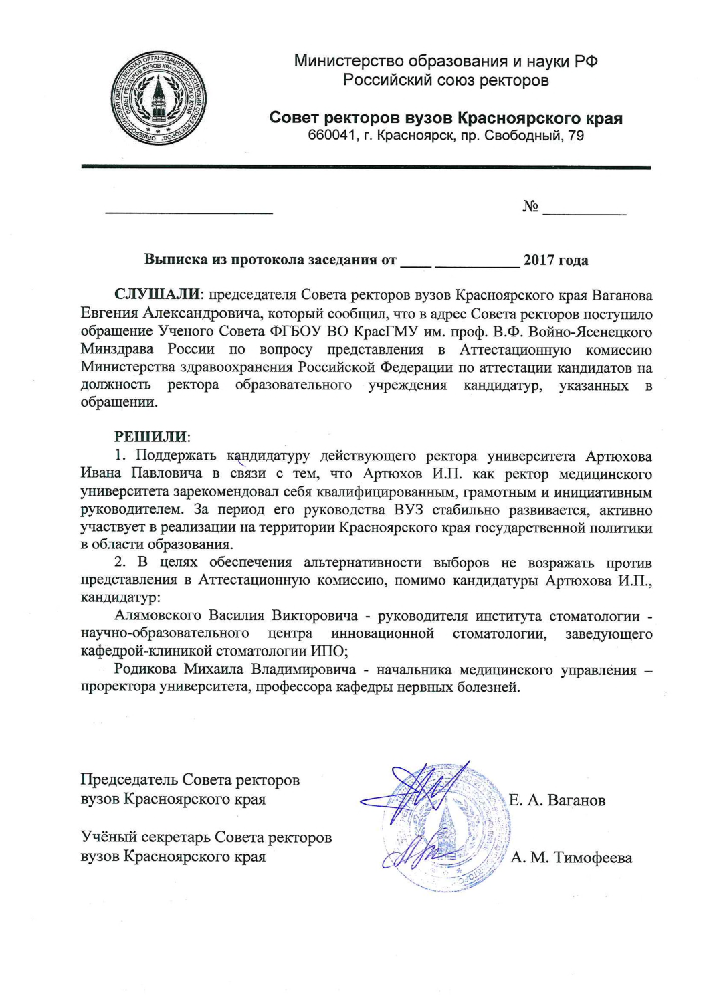 ОБЩЕРОССИЙСКАЯ ОБЩЕСТВЕННАЯ ОРГАНИЗАЦИЯ "РОССИЙСКИЙ СОЮЗ РЕКТОРОВ"
СОВЕТ РЕКТОРОВ ВУЗОВ КРАСНОЯРСКОГО КРАЯ
Министерство образования и науки РФ
Российский союз ректоров
Совет ректоров вузов Красноярского края
660041, г. Красноярск, пр. Свободный, 79
____________________ № __________
Выписка из протокола заседания от ____ ___________ 2017 года
СЛУШАЛИ: председателя Совета ректоров вузов Красноярского края Ваганова
Евгения Александровича, который сообщил, что в адрес Совета ректоров поступило
обращение Ученого Совета ФГБОУ ВО КрасГМУ им. проф. В.Ф. Войно-Ясенецкого
Минздрава России по вопросу представления в Аттестационную комиссию
Министерства здравоохранения Российской Федерации по аттестации кандидатов на
должность ректора образовательного учреждения кандидатур, указанных в
обращении.
РЕШИЛИ:
1. Поддержать кандидатуру действующего ректора университета Артюхова
Ивана Павловича в связи с тем, что Артюхов И.П. как ректор медицинского
университета зарекомендовал себя квалифицированным, грамотным и инициативным
руководителем. За период его руководства ВУЗ стабильно развивается, активно
участвует в реализации на территории Красноярского края государственной политики
в области образования.
2. В целях обеспечения альтернативности выборов не возражать против
представления в Аттестационную комиссию, помимо кандидатуры Артюхова И.П.,
кандидатур:
Алямовского Василия Викторовича - руководителя института стоматологии -
научно-образовательного центра инновационной стоматологии, заведующего
кафедрой-клиникой стоматологии ИПО;
Родикова Михаила Владимировича - начальника медицинского управления –
проректора университета, профессора кафедры нервных болезней.
Председатель Совета ректоров
вузов Красноярского края Е. А. Ваганов
Учёный секретарь Совета ректоров
вузов Красноярского края А. М. Тимофеева